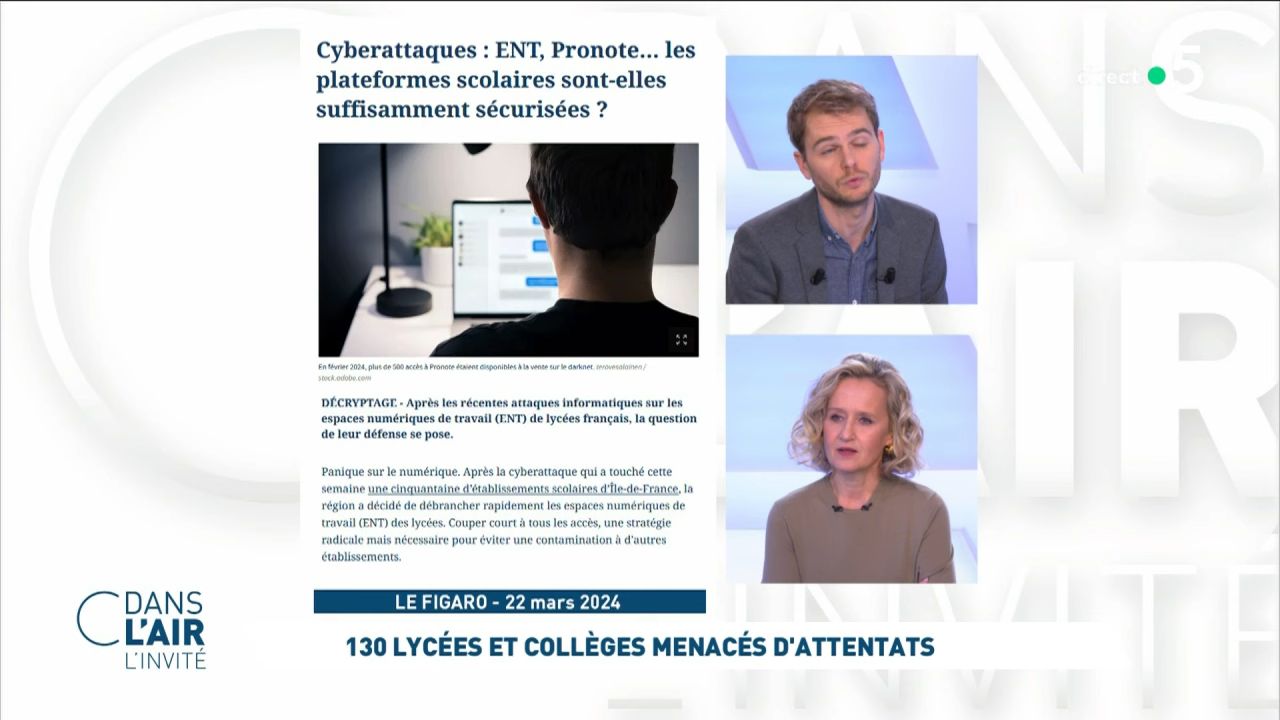 Cyberattaques : ENT, Pronote... les
plateformes scolaires sont-elles
suffisamment sécurisées ?
direct 5
En février 2024, plus de 500 accès à Pronote étaient disponibles à la vente sur le darknet. terovesalainen /
stock.adobe.com
DÉCRYPTAGE - Après les récentes attaques informatiques sur les
espaces numériques de travail (ENT) de lycées français, la question
de leur défense se pose.
Panique sur le numérique. Après la cyberattaque qui a touché cette
semaine une cinquantaine d'établissements scolaires d'Île-de-France, la
région a décidé de débrancher rapidement les espaces numériques de
travail (ENT) des lycées. Couper court à tous les accès, une stratégie
radicale mais nécessaire pour éviter une contamination à d'autres
établissements.
LE FIGARO - 22 mars 2024
C DANS
L'AIR
L'INVITÉ
130 LYCÉES ET COLLÈGES MENACÉS D'ATTENTATS
DANS
L'AIR
L'INVITÉ